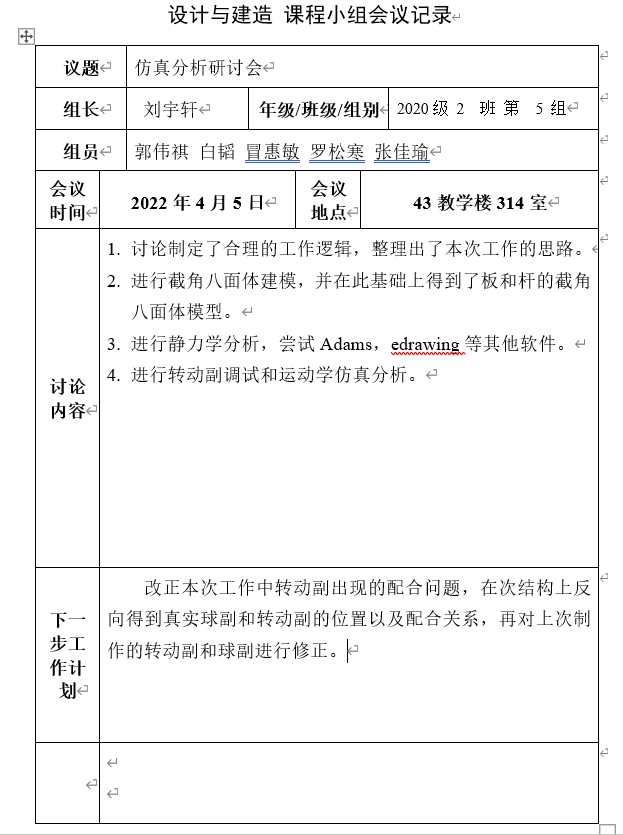 设计与建造 课程小组会议记录
议题 仿真分析研讨会
组长 刘宇轩 年级/班级/组别 2020级 2 班 第 5 组
组员 郭伟祺 白韬 冒惠敏 罗松寒 张佳瑜
会议
时间
2022 年 4 月 5 日
会议
地点
43 教学楼 314 室
讨论
内容
1. 讨论制定了合理的工作逻辑，整理出了本次工作的思路。
2. 进行截角八面体建模，并在此基础上得到了板和杆的截角
八面体模型。
3. 进行静力学分析，尝试 Adams，edrawing 等其他软件。
4. 进行转动副调试和运动学仿真分析。
下一
步工
作计
划
改正本次工作中转动副出现的配合问题，在次结构上反
向得到真实球副和转动副的位置以及配合关系，再对上次制
作的转动副和球副进行修正。